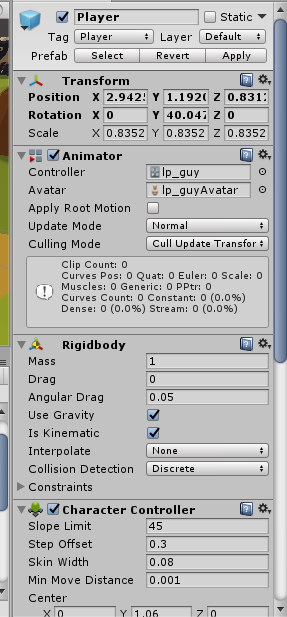 Player Static
Tag Player Layer Default
Prefab Select Revert Apply
Transform
Position X 2.942 Y 1.192 Z 0.831
Rotation X 0 Y 40.047 Z 0
Scale X 0.8352 Y 0.8352 Z 0.8352
Animator
Controller lp_guy
Avatar lp_guyAvatar
Apply Root Motion
Update Mode Normal
Culling Mode Cull Update Transfor
Clip Count: 0
Curves Pos: 0 Quat: 0 Euler: 0 Scale: 0
Muscles: 0 Generic: 0 PPtr: 0
Curves Count: 0 Constant: 0 (0.0%)
Dense: 0 (0.0%) Stream: 0 (0.0%)
Rigidbody
Mass 1
Drag 0
Angular Drag 0.05
Use Gravity
Is Kinematic
Interpolate None
Collision Detection Discrete
Constraints
Character Controller
Slope Limit 45
Step Offset 0.3
Skin Width 0.08
Min Move Distance 0.001
Center
X 0 Y 1.06 Z 0